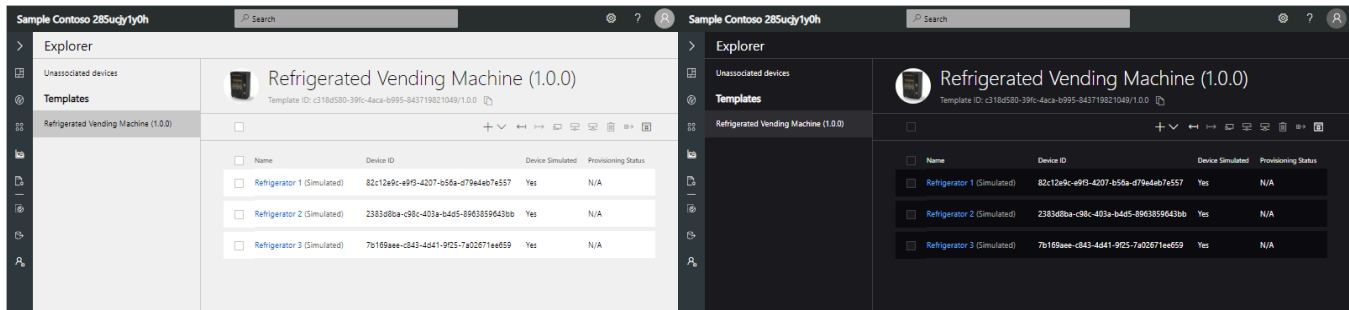 Sample Contoso 285ucjy1y0h
Search
?
Explorer
Unassociated devices
Templates
Refrigerated Vending Machine (1.0.0)
Refrigerated Vending Machine (1.0.0)
Template ID: c318d580-39fc-4aca-b995-843719821049/1.0.0
Name Device ID Device Simulated Provisioning Status
Refrigerator 1 (Simulated) 82c12e9c-e9f3-4207-b56a-d79e4eb7e557 Yes N/A
Refrigerator 2 (Simulated) 2383d8ba-c98c-403a-b4d5-8963859643bb Yes N/A
Refrigerator 3 (Simulated) 7b169aee-c843-4d41-9f25-7a02671ee659 Yes N/A
Sample Contoso 285ucjy1y0h
Search
?
Explorer
Unassociated devices
Templates
Refrigerated Vending Machine (1.0.0)
Refrigerated Vending Machine (1.0.0)
Template ID: c318d580-39fc-4aca-b995-843719821049/1.0.0
Name Device ID Device Simulated Provisioning Status
Refrigerator 1 (Simulated) 82c12e9c-e9f3-4207-b56a-d79e4eb7e557 Yes N/A
Refrigerator 2 (Simulated) 2383d8ba-c98c-403a-b4d5-8963859643bb Yes N/A
Refrigerator 3 (Simulated) 7b169aee-c843-4d41-9f25-7a02671ee659 Yes N/A